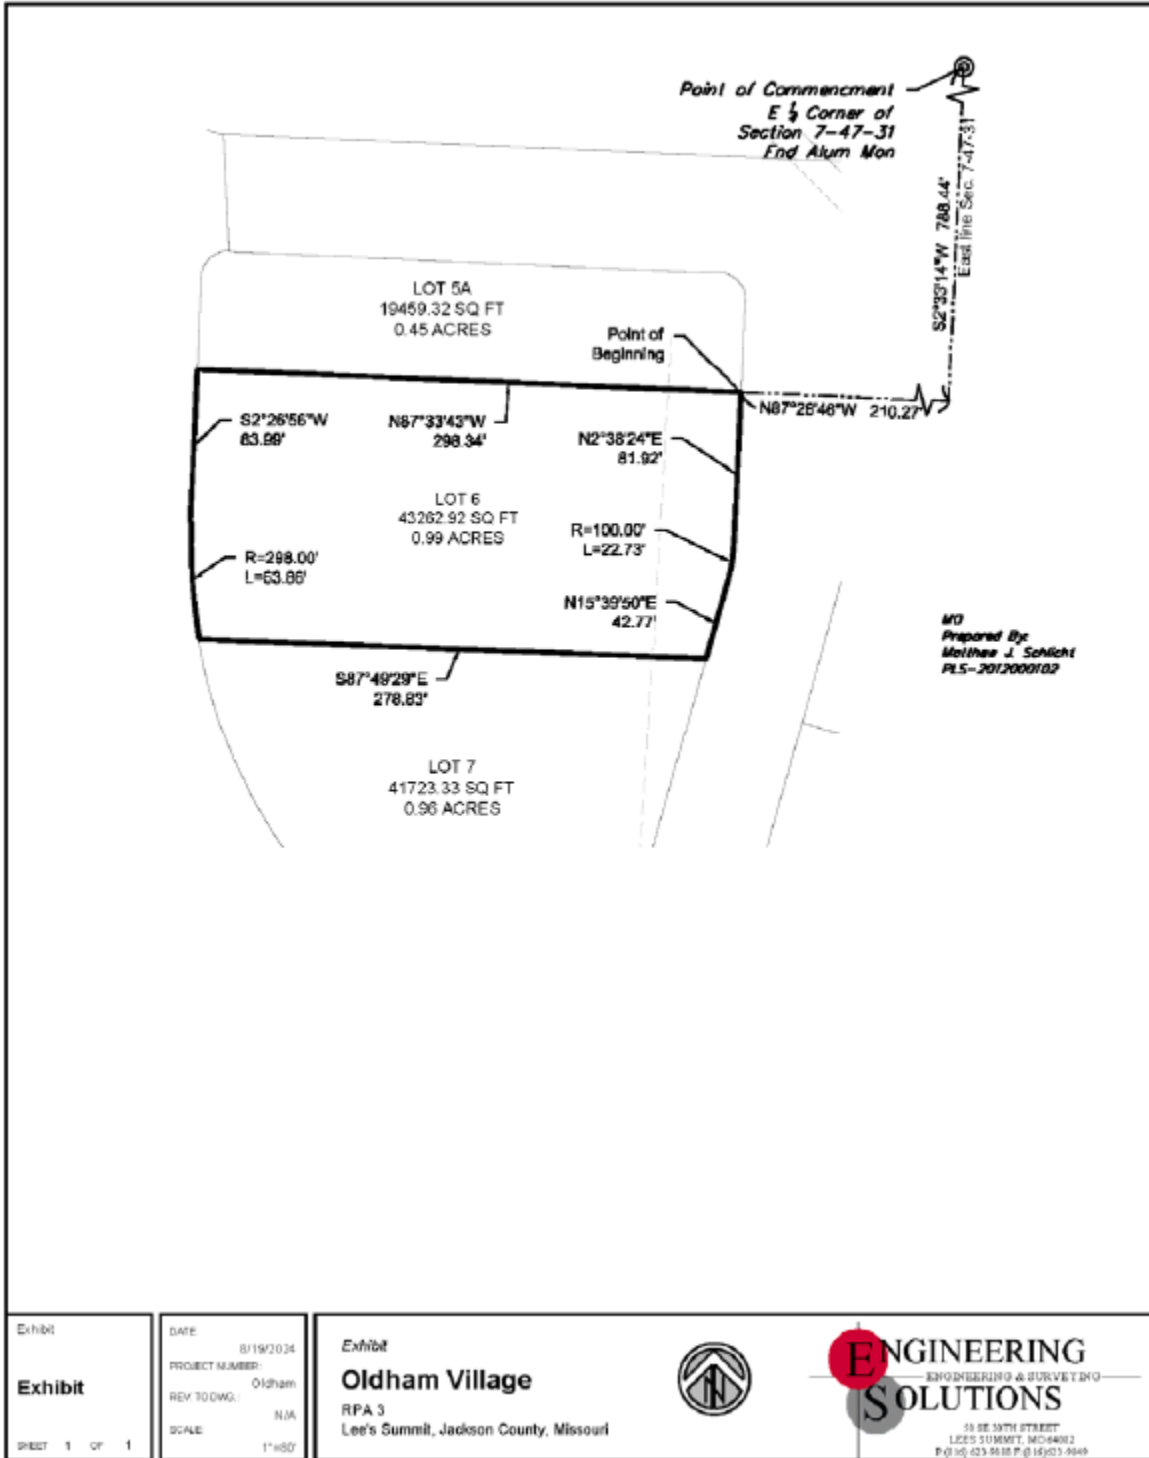 Point of Commencment
E ¼ Corner of
Section 7-47-31
Fnd Alum Mon
East line Sec. 7-47-31
S2°33'14"W 788.44'
LOT 5A
19459.32 SQ FT
0.45 ACRES
Point of
Beginning
N87°26'46"W 210.27'
S2°26'56"W
N87°33'43"W
298.34'
N2°38'24"E
81.92'
LOT 6
43262.92 SQ FT
0.99 ACRES
R=100.00'
L=22.73'
R=298.00'
N15°39'50"E
42.77'
S87°49'29"E
278.83'
MO
Prepared By:
Matthew J. Schlicht
PLS-2012000102
LOT 7
41723.33 SQ FT
0.96 ACRES
Exhibit
Exhibit
SHEET 1 OF 1
DATE
8/19/2024
PROJECT NUMBER:
Oldham
REV. TO DWG.:
N/A
SCALE
1"=80'
Exhibit
Oldham Village
RPA 3
Lee's Summit, Jackson County, Missouri
ENGINEERING
ENGINEERING & SURVEYING
SOLUTIONS
50 SE 30TH STREET
LEE'S SUMMIT, MO 64082